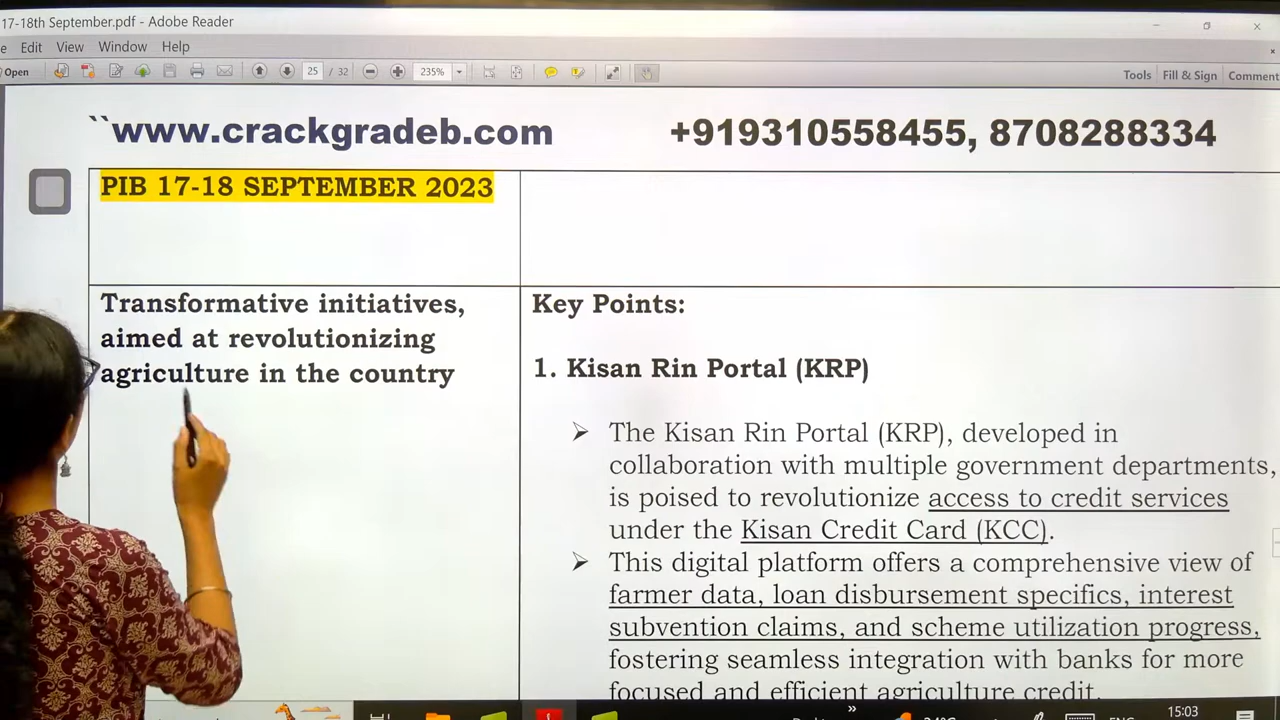 17-18th September.pdf - Adobe Reader
e Edit View Window Help
Open 25 / 32 235% Tools Fill & Sign Comment
``www.crackgradeb.com +919310558455, 8708288334
PIB 17-18 SEPTEMBER 2023
Transformative initiatives,
aimed at revolutionizing
agriculture in the country
Key Points:
1. Kisan Rin Portal (KRP)
➢ The Kisan Rin Portal (KRP), developed in
collaboration with multiple government departments,
is poised to revolutionize access to credit services
under the Kisan Credit Card (KCC).
➢ This digital platform offers a comprehensive view of
farmer data, loan disbursement specifics, interest
subvention claims, and scheme utilization progress,
fostering seamless integration with banks for more
focused and efficient agriculture credit.
15:03